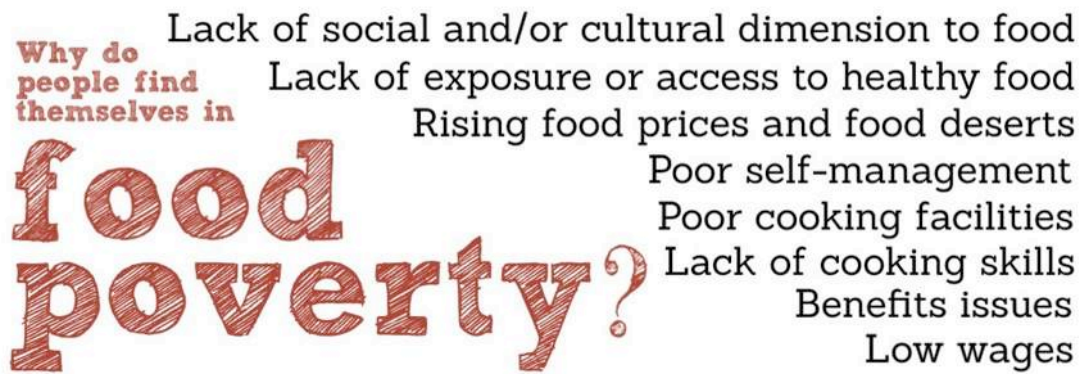 Why do
people find
themselves in
food
poverty?
Lack of social and/or cultural dimension to food
Lack of exposure or access to healthy food
Rising food prices and food deserts
Poor self-management
Poor cooking facilities
Lack of cooking skills
Benefits issues
Low wages